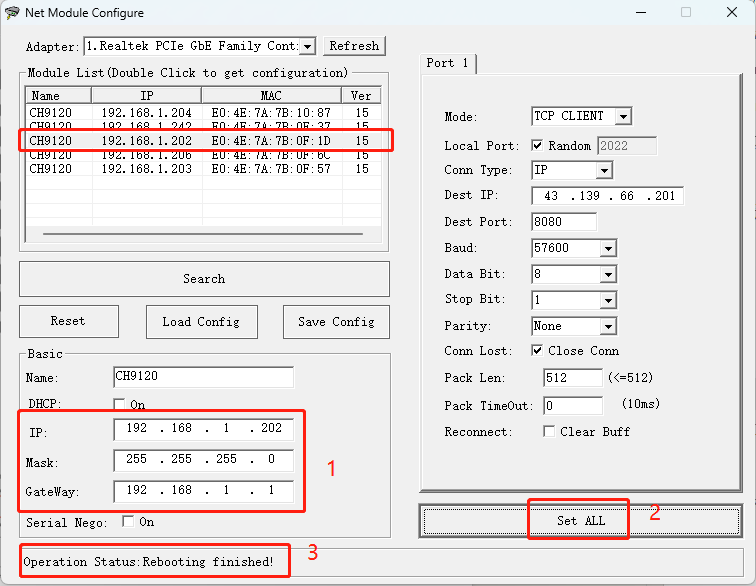 Net Module Configure
Adapter: 1.Realtek PCIe GbE Family Cont: Refresh
Module List(Double Click to get configuration)
Name IP MAC Ver
CH9120 192.168.1.204 E0:4E:7A:7B:10:87 15
CH9120 192.168.1.242 E0:4E:7A:7B:0F:37 15
CH9120 192.168.1.202 E0:4E:7A:7B:0F:1D 15
CH9120 192.168.1.206 E0:4E:7A:7B:0F:6C 15
CH9120 192.168.1.203 E0:4E:7A:7B:0F:57 15
Search
Reset Load Config Save Config
Basic
Name: CH9120
DHCP: On
IP: 192 . 168 . 1 . 202
Mask: 255 . 255 . 255 . 0
GateWay: 192 . 168 . 1 . 1
1
Serial Nego: On
Operation Status:Rebooting finished!
3
Port 1
Mode: TCP CLIENT
Local Port: Random 2022
Conn Type: IP
Dest IP: 43 . 139 . 66 . 201
Dest Port: 8080
Baud: 57600
Data Bit: 8
Stop Bit: 1
Parity: None
Conn Lost: Close Conn
Pack Len: 512 (<=512)
Pack TimeOut: 0 (10ms)
Reconnect: Clear Buff
Set ALL
2